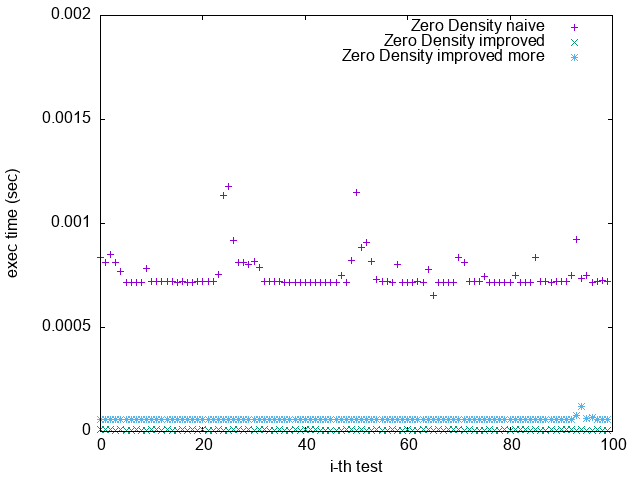 0.002
Zero Density naive
Zero Density improved
Zero Density improved more
0.0015
0.001
0.0005
0
exec time (sec)
0 20 40 60 80 100
i-th test